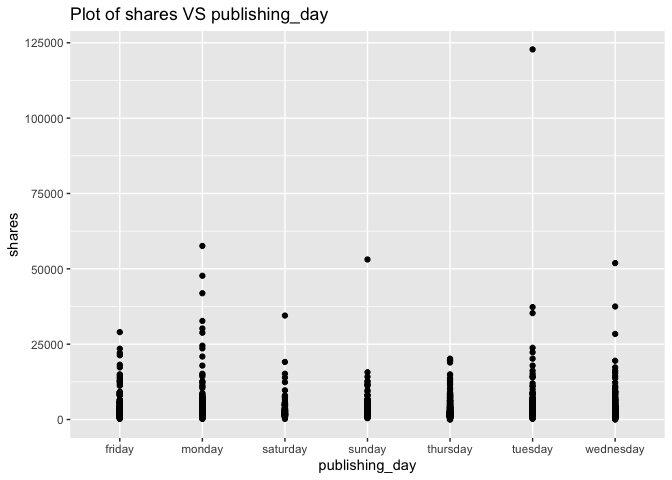 Plot of shares VS publishing_day
125000
100000
75000
50000
25000
0
shares
friday monday saturday sunday thursday tuesday wednesday
publishing_day